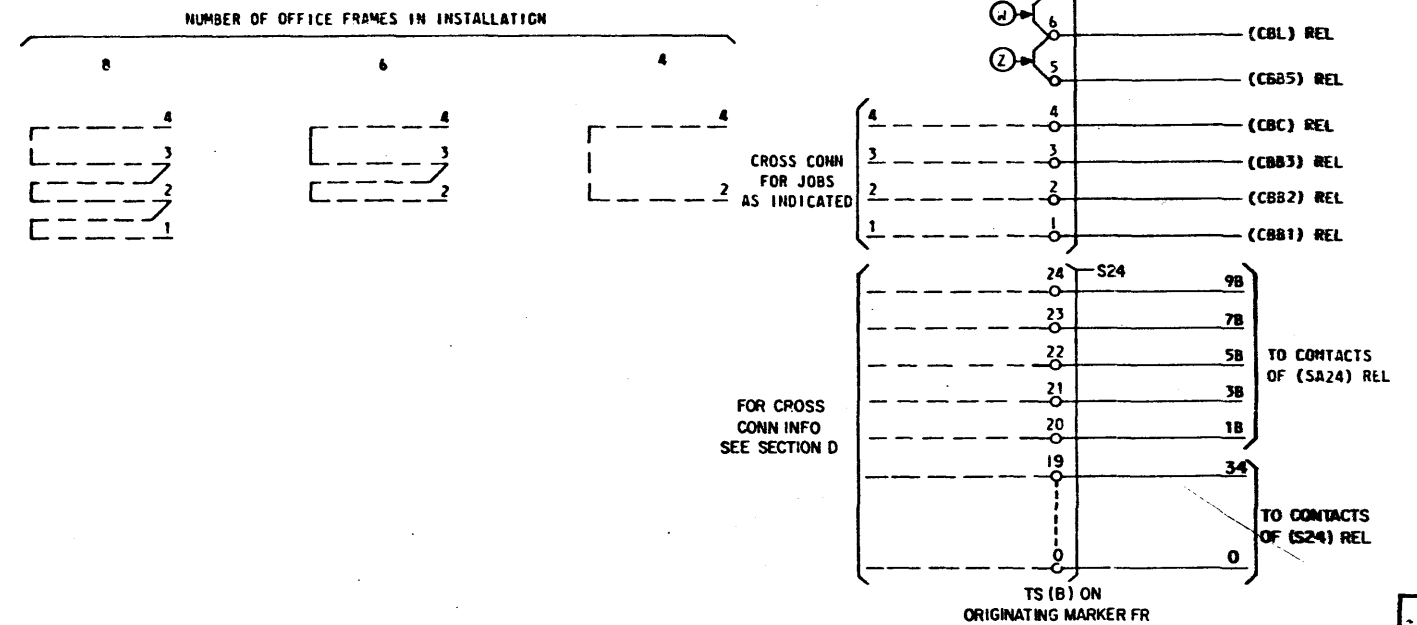 NUMBER OF OFFICE FRAMES IN INSTALLATION
8 6 4
4 4 4
3 3
2 2 2
1
W 6 (CBL) REL
Z 5 (CBB5) REL
CROSS CONN
FOR JOBS
AS INDICATED
4 4 (CBC) REL
3 3 (CBB3) REL
2 2 (CBB2) REL
1 1 (CBB1) REL
S24
24 9B
23 7B
22 5B
21 3B
20 1B
TO CONTACTS
OF (SA24) REL
FOR CROSS
CONN INFO
SEE SECTION D
19 34
0 0
TO CONTACTS
OF (S24) REL
TS (B) ON
ORIGINATING MARKER FR